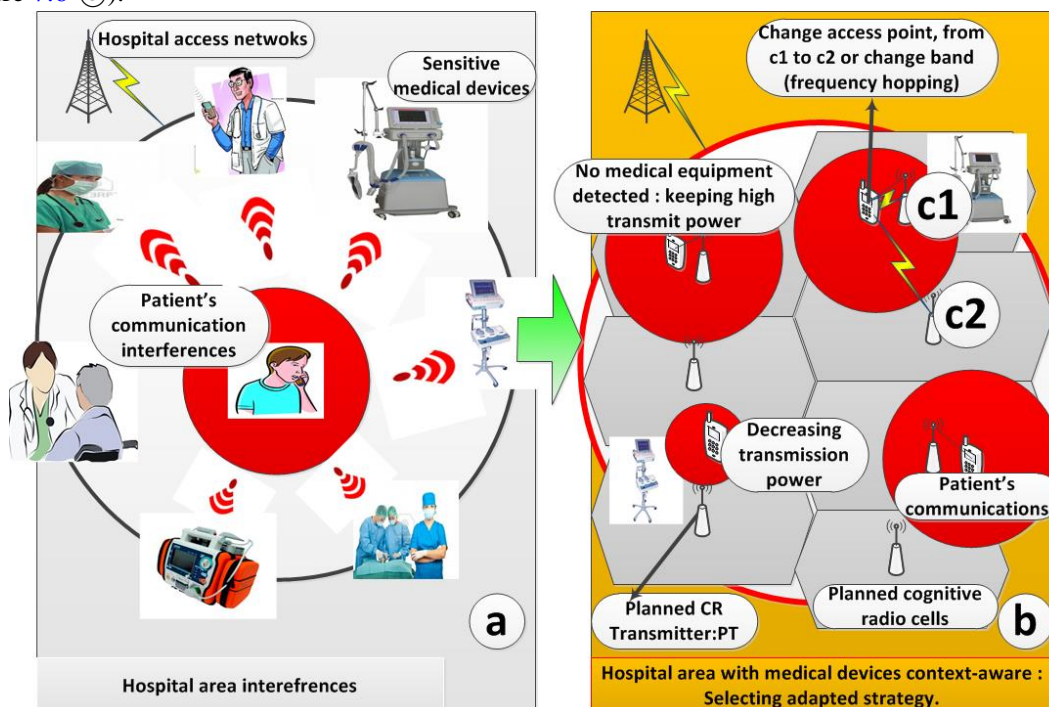 Hospital access netwoks
Sensitive
medical devices
Patient's
communication
interferences
a
Hospital area interefrences
Change access point, from
c1 to c2 or change band
(frequency hopping)
No medical equipment
detected : keeping high
transmit power
c1
c2
Decreasing
transmission
power
Patient's
communications
Planned CR
Transmitter:PT
Planned cognitive
radio cells
b
Hospital area with medical devices context-aware :
Selecting adapted strategy.